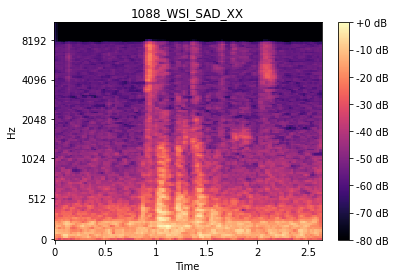 1088_WSI_SAD_XX
+0 dB
8192
-10 dB
4096
-20 dB
-30 dB
2048
Hz
-40 dB
1024
-50 dB
512
-60 dB
-70 dB
0
-80 dB
0 0.5 1 1.5 2 2.5
Time